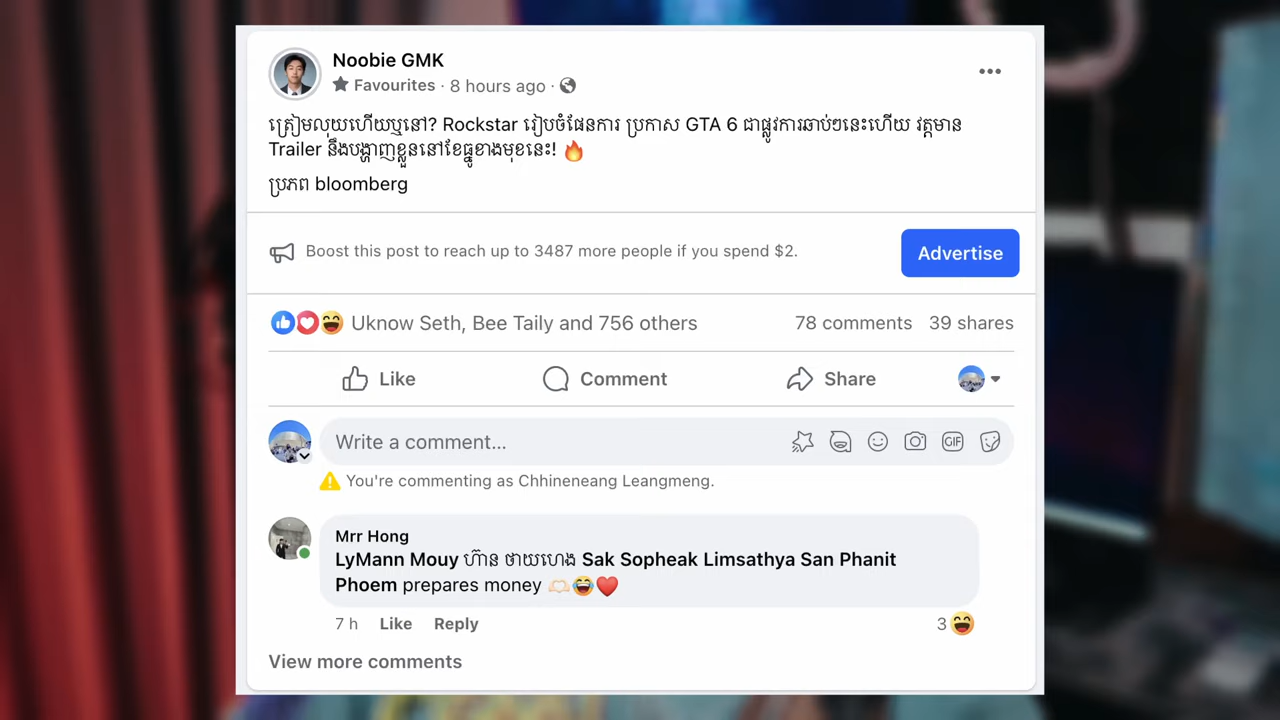 Noobie GMK
Favourites · 8 hours ago ·
ត្រៀមលុយហើយឬនៅ? Rockstar រៀបចំផែនការ ប្រកាស GTA 6 ជាផ្លូវការឆាប់ៗនេះហើយ វត្តមាន
Trailer នឹងបង្ហាញខ្លួននៅខែធ្នូខាងមុខនេះ! 🔥
ប្រភព bloomberg
Boost this post to reach up to 3487 more people if you spend $2.
Advertise
Uknow Seth, Bee Taily and 756 others
78 comments 39 shares
Like Comment Share
Write a comment...
GIF
You're commenting as Chhineneang Leangmeng.
Mrr Hong
LyMann Mouy ហ៊ាន ថាយហេង Sak Sopheak Limsathya San Phanit
Phoem prepares money 🫶🏻😂❤️
7 h Like Reply 3
View more comments